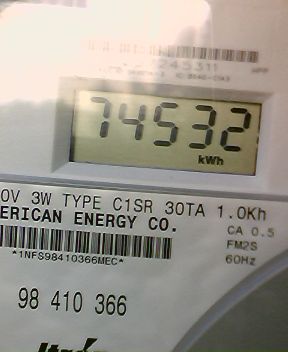 74532
kWh
0V 3W TYPE C1SR 30TA 1.0Kh
ERICAN ENERGY CO.
CA 0.5
FM2S
60Hz
*1NFS98410366MEC*
98 410 366
Itron